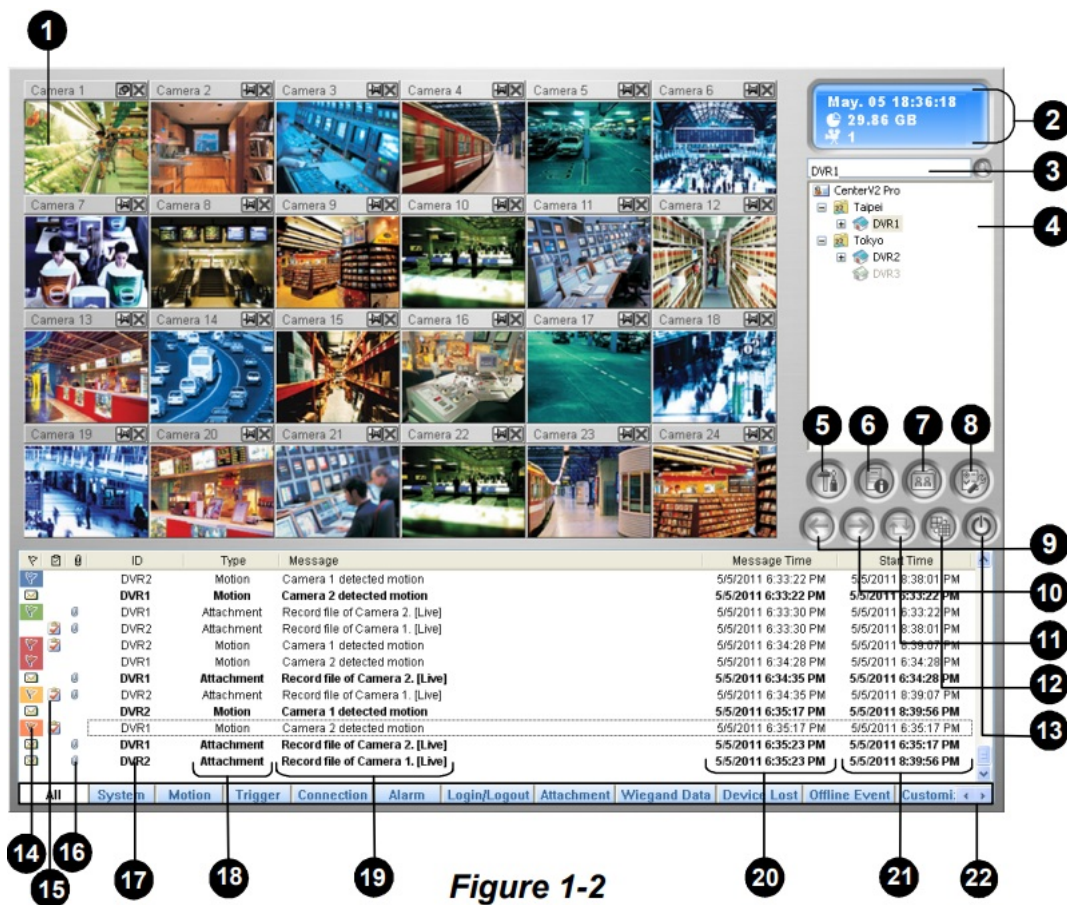 1
Camera 1 Camera 2 Camera 3 Camera 4 Camera 5 Camera 6
May. 05 18:36:18
29.86 GB
1
2
DVR1
3
CenterV2 Pro
Taipei
DVR1
4
Tokyo
DVR2
DVR3
Camera 7 Camera 8 Camera 9 Camera 10 Camera 11 Camera 12
Camera 13 Camera 14 Camera 15 Camera 16 Camera 17 Camera 18
Camera 19 Camera 20 Camera 21 Camera 22 Camera 23 Camera 24
5 6 7 8
9
10
11
12
13
ID Type Message Message Time Start Time
DVR2 Motion Camera 1 detected motion 5/5/2011 6:33:22 PM 5/5/2011 8:38:01 PM
DVR1 Motion Camera 2 detected motion 5/5/2011 6:33:22 PM 5/5/2011 6:33:22 PM
DVR1 Attachment Record file of Camera 2. [Live] 5/5/2011 6:33:30 PM 5/5/2011 6:33:22 PM
DVR2 Attachment Record file of Camera 1. [Live] 5/5/2011 6:33:30 PM 5/5/2011 8:38:01 PM
DVR2 Motion Camera 1 detected motion 5/5/2011 6:34:28 PM 5/5/2011 8:39:07 PM
DVR1 Motion Camera 2 detected motion 5/5/2011 6:34:28 PM 5/5/2011 6:34:28 PM
DVR1 Attachment Record file of Camera 2. [Live] 5/5/2011 6:34:35 PM 5/5/2011 6:34:28 PM
DVR2 Attachment Record file of Camera 1. [Live] 5/5/2011 6:34:35 PM 5/5/2011 8:39:07 PM
DVR2 Motion Camera 1 detected motion 5/5/2011 6:35:17 PM 5/5/2011 8:39:56 PM
DVR1 Motion Camera 2 detected motion 5/5/2011 6:35:17 PM 5/5/2011 6:35:17 PM
DVR1 Attachment Record file of Camera 2. [Live] 5/5/2011 6:35:23 PM 5/5/2011 6:35:17 PM
DVR2 Attachment Record file of Camera 1. [Live] 5/5/2011 6:35:23 PM 5/5/2011 8:39:56 PM
All System Motion Trigger Connection Alarm Login/Logout Attachment Wiegand Data Device Lost Offline Event Customi
14 15 16 17 18 19 20 21 22
Figure 1-2